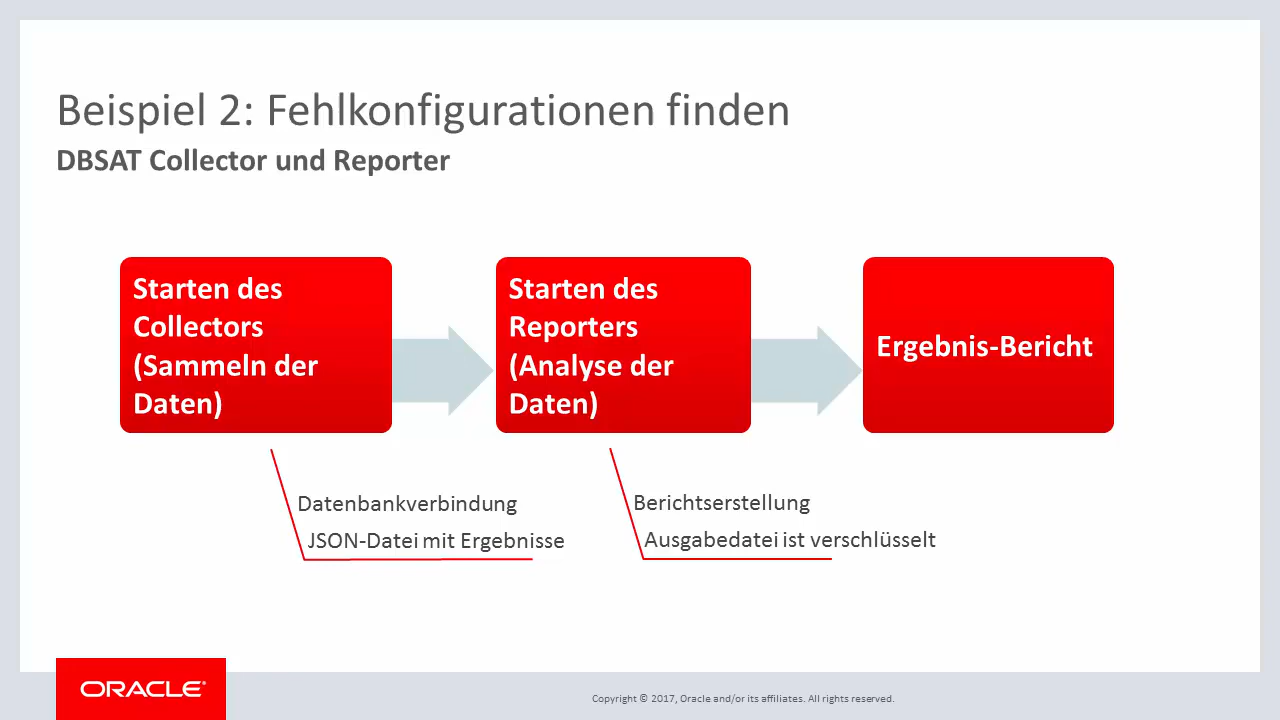 Beispiel 2: Fehlkonfigurationen finden
DBSAT Collector und Reporter
Starten des
Collectors
(Sammeln der
Daten)
Starten des
Reporters
(Analyse der
Daten)
Ergebnis-Bericht
Datenbankverbindung
JSON-Datei mit Ergebnisse
Berichtserstellung
Ausgabedatei ist verschlüsselt
ORACLE®
Copyright © 2017, Oracle and/or its affiliates. All rights reserved.